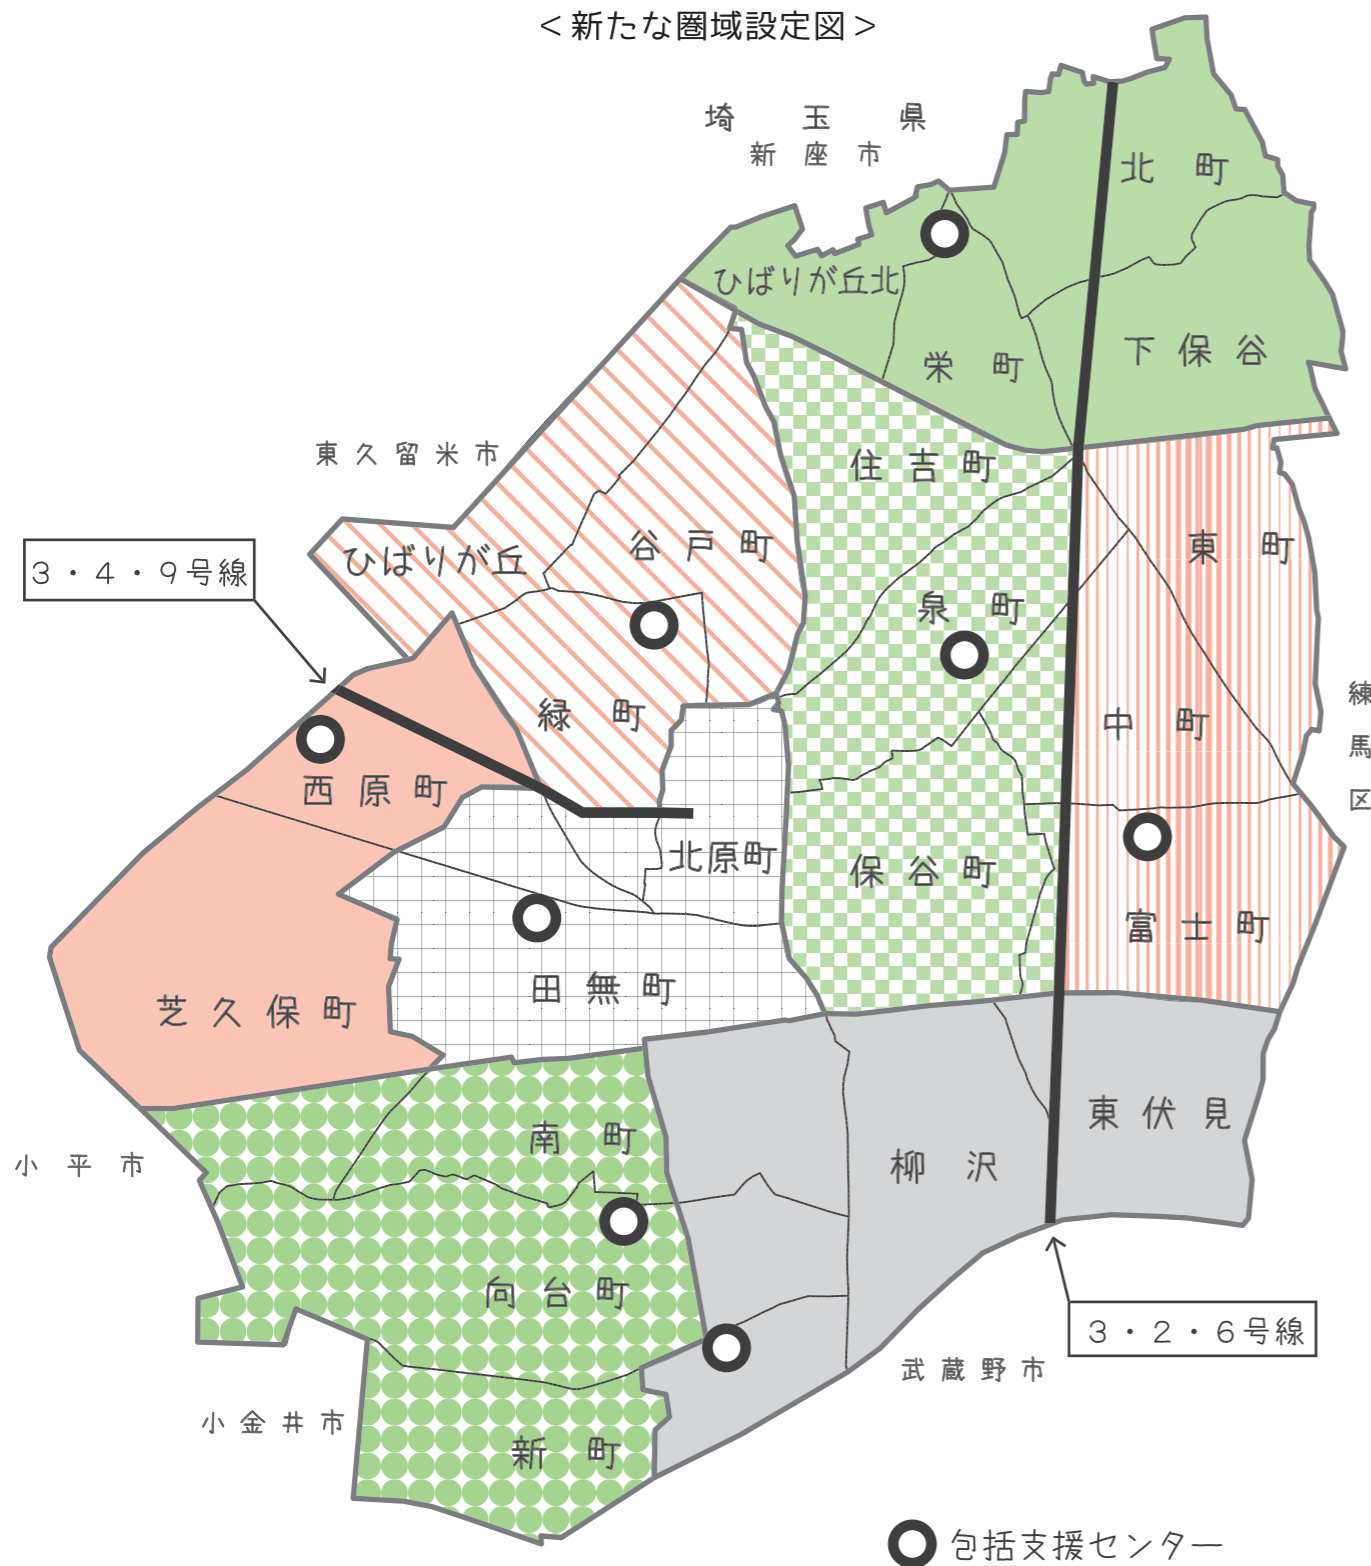 ＜新たな圏域設定図＞
埼玉県
新座市
北町
ひばりが丘北
栄町
下保谷
東久留米市
住吉町
谷戸町
ひばりが丘
東町
3・4・9号線
泉町
練馬区
緑町
中町
西原町
北原町
保谷町
富士町
田無町
芝久保町
東伏見
南町
小平市
柳沢
向台町
3・2・6号線
武蔵野市
小金井市
新町
包括支援センター